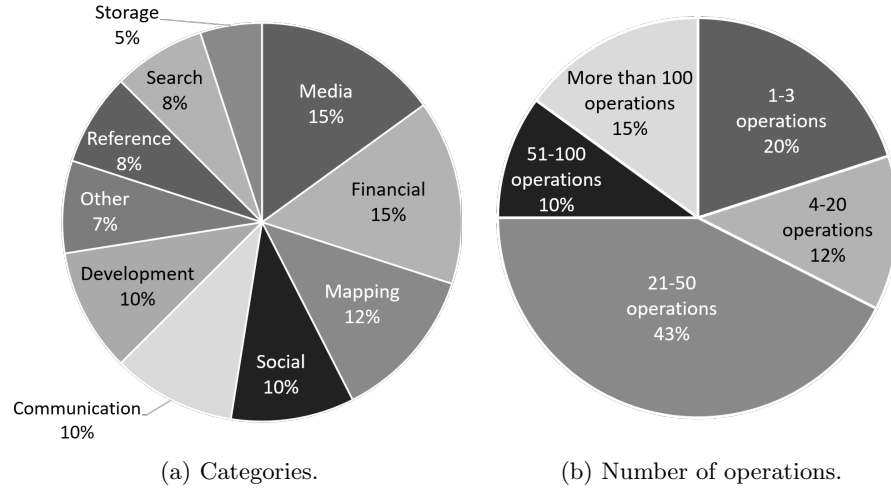 Storage
5%
Media
15%
Financial
15%
Mapping
12%
Social
10%
Communication
10%
Development
10%
Other
7%
Reference
8%
Search
8%
(a) Categories.
1-3
operations
20%
4-20
operations
12%
21-50
operations
43%
51-100
operations
10%
More than 100
operations
15%
(b) Number of operations.